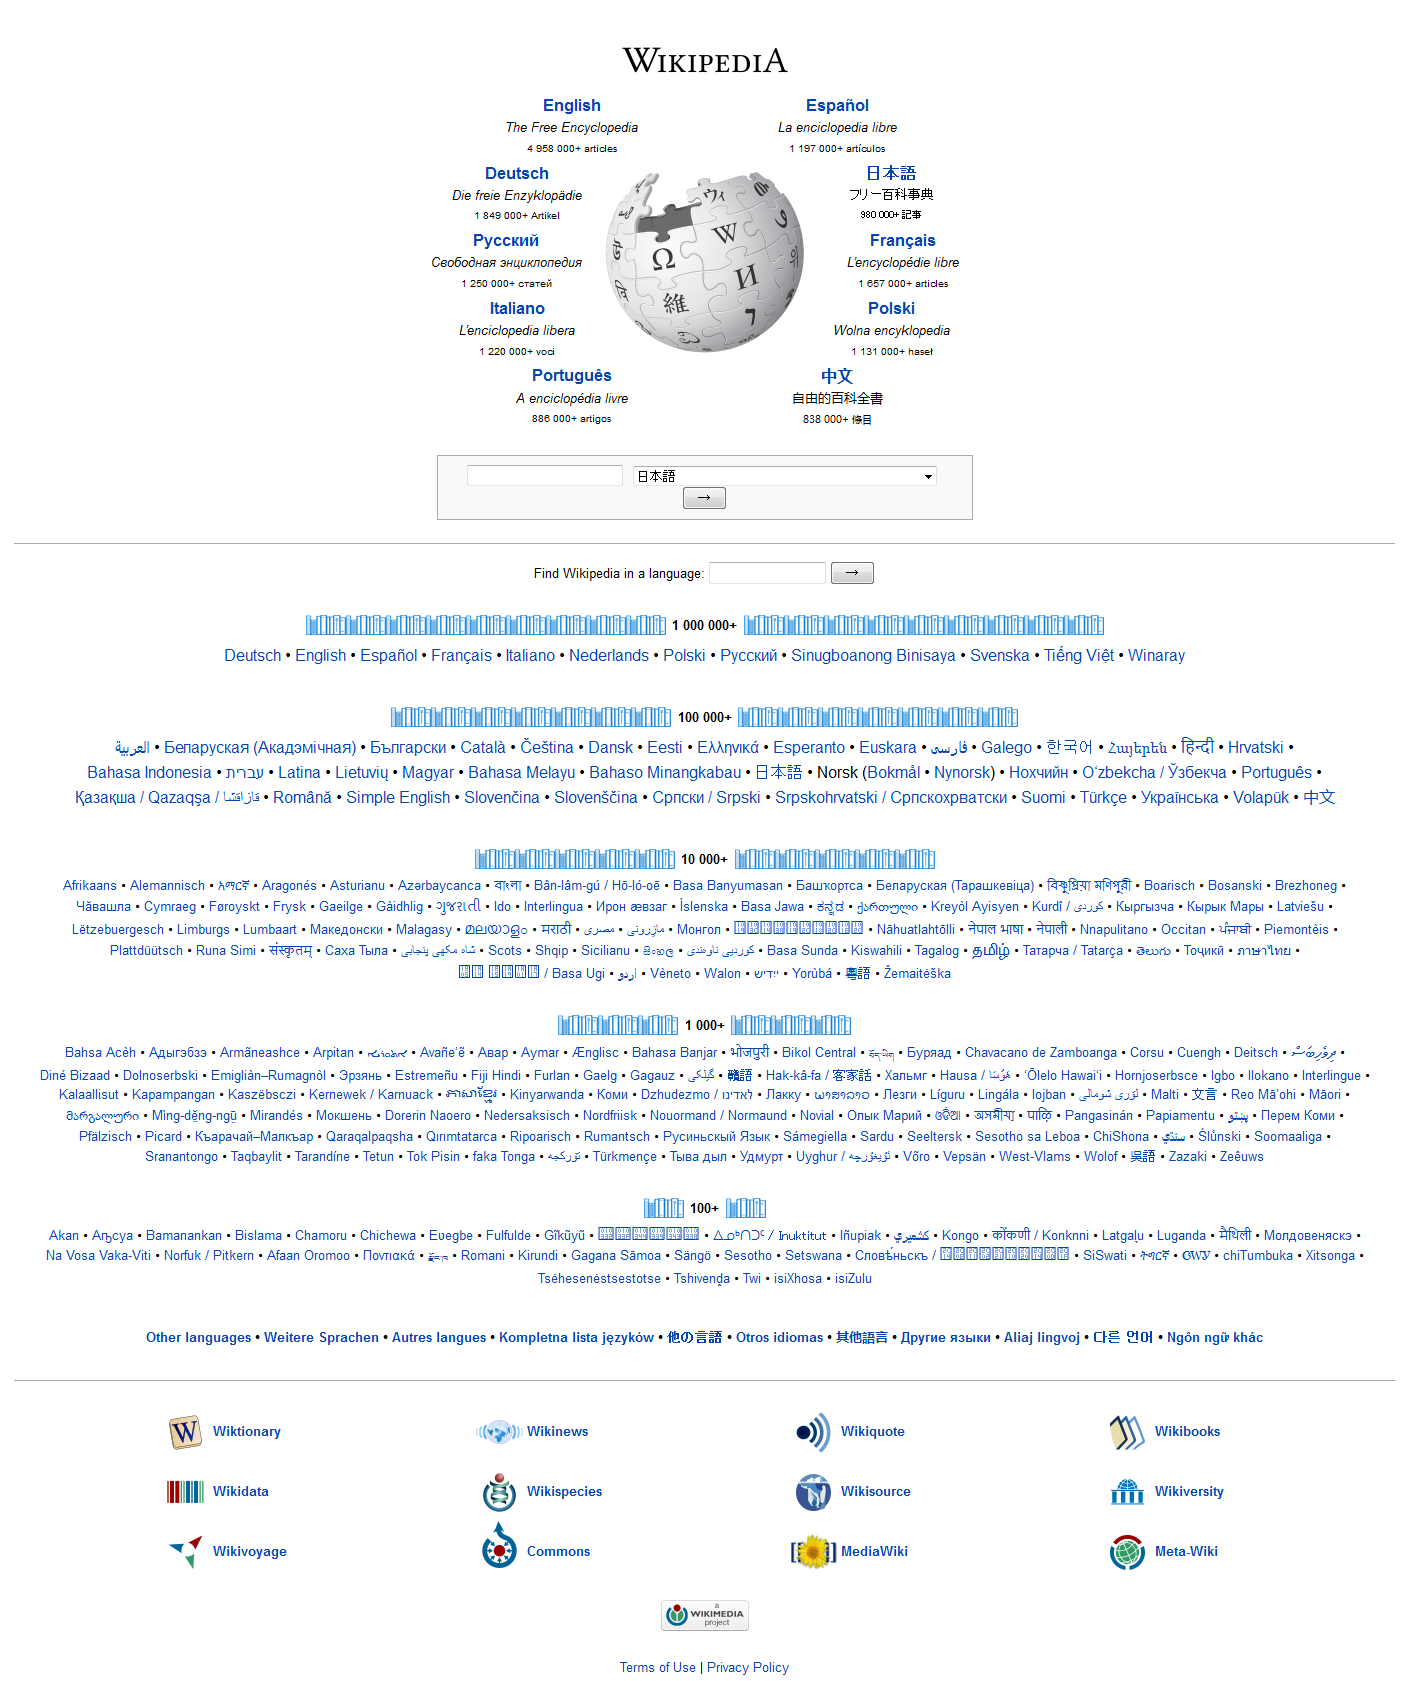 WIKIPEDIA
English
The Free Encyclopedia
4 958 000+ articles
Español
La enciclopedia libre
1 197 000+ artículos
Deutsch
Die freie Enzyklopädie
1 849 000+ Artikel
日本語
フリー百科事典
980 000+ 記事
Русский
Свободная энциклопедия
1 250 000+ статей
Français
L'encyclopédie libre
1 657 000+ articles
Italiano
L'enciclopedia libera
1 220 000+ voci
Polski
Wolna encyklopedia
1 131 000+ haseł
Português
A enciclopédia livre
886 000+ artigos
中文
自由的百科全書
838 000+ 條目
日本語
→
Find Wikipedia in a language: →
1 000 000+
Deutsch • English • Español • Français • Italiano • Nederlands • Polski • Русский • Sinugboanong Binisaya • Svenska • Tiếng Việt • Winaray
100 000+
العربية • Беларуская (Акадэмічная) • Български • Català • Čeština • Dansk • Eesti • Ελληνικά • Esperanto • Euskara • فارسی • Galego • 한국어 • Հայերեն • हिन्दी • Hrvatski •
Bahasa Indonesia • עברית • Latina • Lietuvių • Magyar • Bahasa Melayu • Bahaso Minangkabau • 日本語 • Norsk (Bokmål • Nynorsk) • Нохчийн • Oʻzbekcha / Ўзбекча • Português •
Қазақша / Qazaqşa / قازاقشا • Română • Simple English • Slovenčina • Slovenščina • Српски / Srpski • Srpskohrvatski / Српскохрватски • Suomi • Türkçe • Українська • Volapük • 中文
10 000+
Afrikaans • Alemannisch • አማርኛ • Aragonés • Asturianu • Azərbaycanca • বাংলা • Bân-lâm-gú / Hō-ló-oē • Basa Banyumasan • Башҡортса • Беларуская (Тарашкевіца) • বিষ্ণুপ্রিয়া মণিপুরী • Boarisch • Bosanski • Brezhoneg •
Чӑвашла • Cymraeg • Føroyskt • Frysk • Gaeilge • Gàidhlig • ગુજરાતી • Ido • Interlingua • Ирон æвзаг • Íslenska • Basa Jawa • ಕನ್ನಡ • ქართული • Kreyòl Ayisyen • Kurdî / كوردی • Кыргызча • Кырык Мары • Latviešu •
Lëtzebuergesch • Limburgs • Lumbaart • Македонски • Malagasy • മലയാളം • मराठी • مصرى • مازِرونی • Монгол • Nāhuatlahtōlli • नेपाल भाषा • नेपाली • Nnapulitano • Occitan • ਪੰਜਾਬੀ • Piemontèis •
Plattdüütsch • Runa Simi • संस्कृतम् • Саха Тыла • شاہ مکھی پنجابی • Scots • Shqip • Sicilianu • සිංහල • کوردیی ناوەندی • Basa Sunda • Kiswahili • Tagalog • தமிழ் • Татарча / Tatarça • తెలుగు • Тоҷикӣ • ภาษาไทย •
/ Basa Ugi • اردو • Vèneto • Walon • ייִדיש • Yorùbá • 粵語 • Žemaitėška
1 000+
Bahsa Acèh • Адыгэбзэ • Armãneashce • Arpitan • ܐܬܘܪܝܐ • Avañe'ẽ • Авар • Aymar • Ænglisc • Bahasa Banjar • भोजपुरी • Bikol Central • བོད་ཡིག • Буряад • Chavacano de Zamboanga • Corsu • Cuengh • Deitsch • ދިވެހިބަސް •
Diné Bizaad • Dolnoserbski • Emigliàn–Rumagnòl • Эрзянь • Estremeñu • Fiji Hindi • Furlan • Gaelg • Gagauz • گیلکی • 贛語 • Hak-kâ-fa / 客家話 • Хальмг • Hausa / هَوُسَا • ʻŌlelo Hawaiʻi • Hornjoserbsce • Igbo • Ilokano • Interlingue •
Kalaallisut • Kapampangan • Kaszëbsczi • Kernewek / Karnuack • ភាសាខ្មែរ • Kinyarwanda • Коми • Dzhudezmo / לאדינו • Лакку • ພາສາລາວ • Лезги • Líguru • Lingála • lojban • لۊری شومالی • Malti • 文言 • Reo Mā'ohi • Māori •
მარგალური • Mìng-dĕ̤ng-ngṳ̄ • Mirandés • Мокшень • Dorerin Naoero • Nedersaksisch • Nordfriisk • Nouormand / Normaund • Novial • Олык Марий • ଓଡ଼ିଆ • অসমীয়া • पाऴि • Pangasinán • Papiamentu • پښتو • Перем Коми •
Pfälzisch • Picard • Къарачай–Малкъар • Qaraqalpaqsha • Qırımtatarca • Ripoarisch • Rumantsch • Русиньскый Язык • Sámegiella • Sardu • Seeltersk • Sesotho sa Leboa • ChiShona • سنڌي • Ślůnski • Soomaaliga •
Sranantongo • Taqbaylit • Tarandíne • Tetun • Tok Pisin • faka Tonga • تۆرکجه • Türkmençe • Тыва дыл • Удмурт • Uyghur / ئۇيغۇرچه • Võro • Vepsän • West-Vlams • Wolof • 吳語 • Zazaki • Zeêuws
100+
Akan • Аҧсуа • Bamanankan • Bislama • Chamoru • Chichewa • Eʋegbe • Fulfulde • Gĩkũyũ • ᐃᓄᒃᑎᑐᑦ / Inuktitut • Iñupiak • كشميري • Kongo • कोंकणी / Konknni • Latgaļu • Luganda • मैथिली • Молдовеняскэ •
Na Vosa Vaka-Viti • Norfuk / Pitkern • Afaan Oromoo • Ποντιακά • རྫོང་ཁ • Romani • Kirundi • Gagana Sāmoa • Sängö • Sesotho • Setswana • Словѣ́ньскъ / • SiSwati • ትግርኛ • ᏣᎳᎩ • chiTumbuka • Xitsonga •
Tsėhesenėstsestotse • Tshivenḓa • Twi • isiXhosa • isiZulu
Other languages • Weitere Sprachen • Autres langues • Kompletna lista języków • 他の言語 • Otros idiomas • 其他語言 • Другие языки • Aliaj lingvoj • 다른 언어 • Ngôn ngữ khác
Wiktionary
Wikinews
Wikiquote
Wikibooks
Wikidata
Wikispecies
Wikisource
Wikiversity
Wikivoyage
Commons
MediaWiki
Meta-Wiki
a
WIKIMEDIA
project
Terms of Use | Privacy Policy